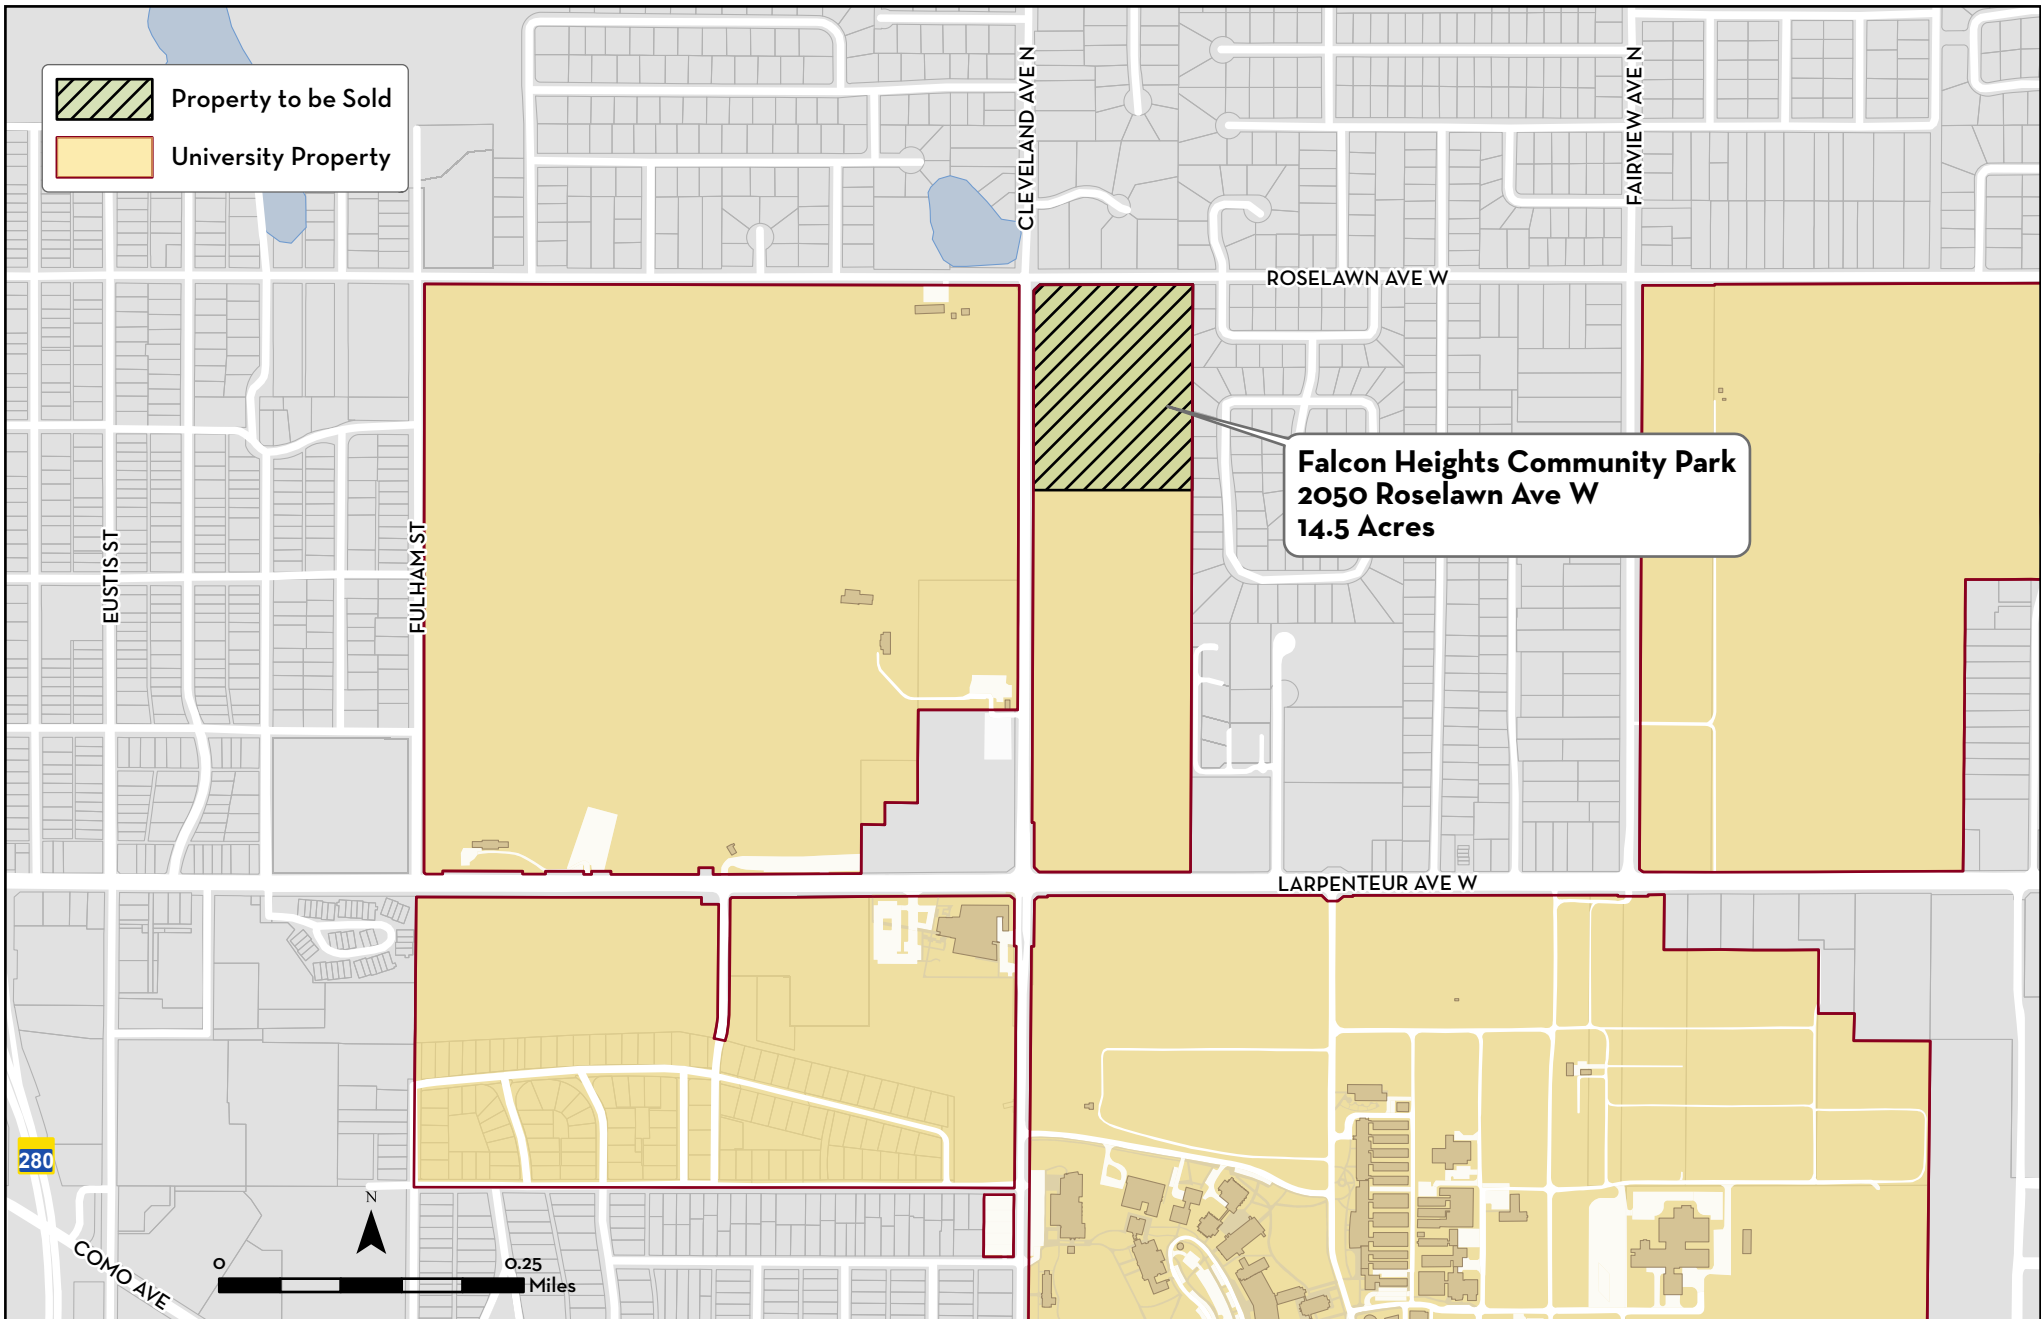 Property to be Sold
University Property
CLEVELAND AVE N
FAIRVIEW AVE N
ROSELAWN AVE W
Falcon Heights Community Park
2050 Roselawn Ave W
14.5 Acres
EUSTIS ST
FULHAM ST
LARPENTEUR AVE W
280
COMO AVE
N
0 0.25
Miles